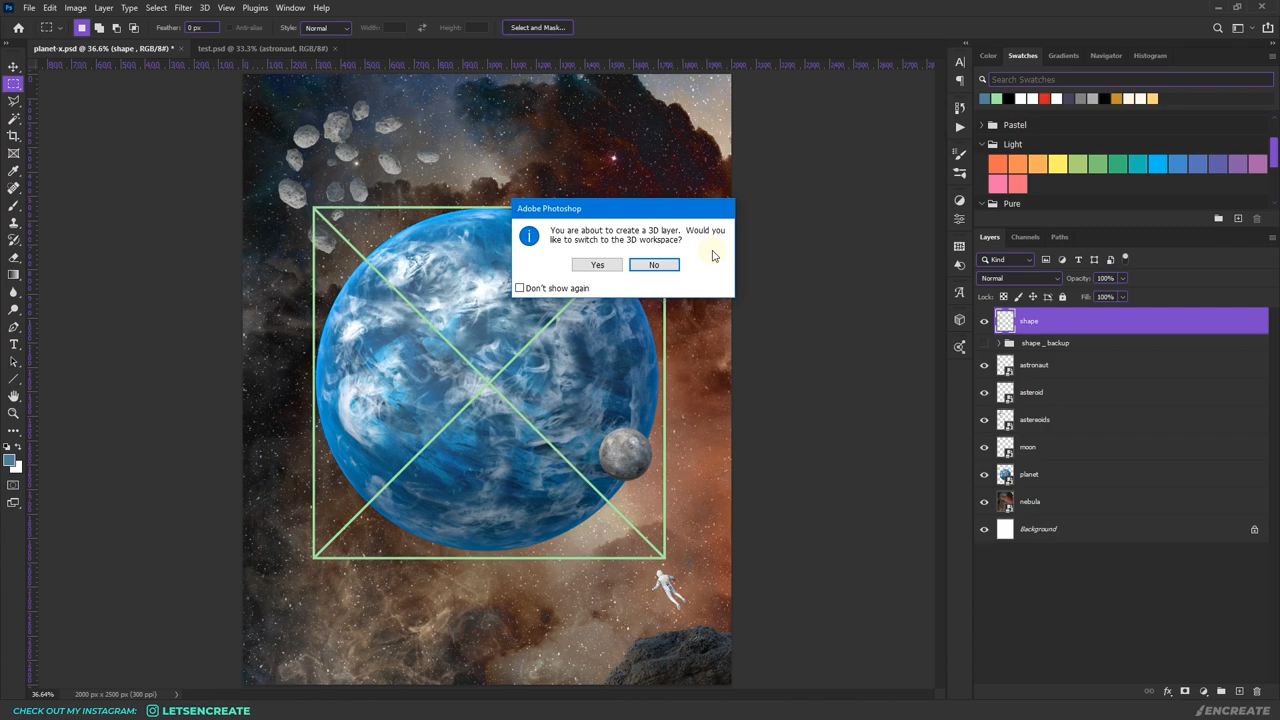 File Edit Image Layer Type Select Filter 3D View Plugins Window Help
Feather: 0 px Anti-alias Style: Normal Width: Height: Select and Mask...
planet-x.psd @ 36.6% (shape , RGB/8#) * × test.psd @ 33.3% (astronaut, RGB/8#) ×
Color Swatches Gradients Navigator Histogram
Search Swatches
Pastel
Light
Pure
Adobe Photoshop
You are about to create a 3D layer. Would you
like to switch to the 3D workspace?
Yes No
Don't show again
Layers Channels Paths
Kind
Normal Opacity: 100%
Lock: Fill: 100%
shape
shape _ backup
astronaut
asteroid
astereoids
moon
planet
nebula
Background
36.64% 2000 px x 2500 px (300 ppi)
CHECK OUT MY INSTAGRAM: LETSENCREATE
ENCREATE